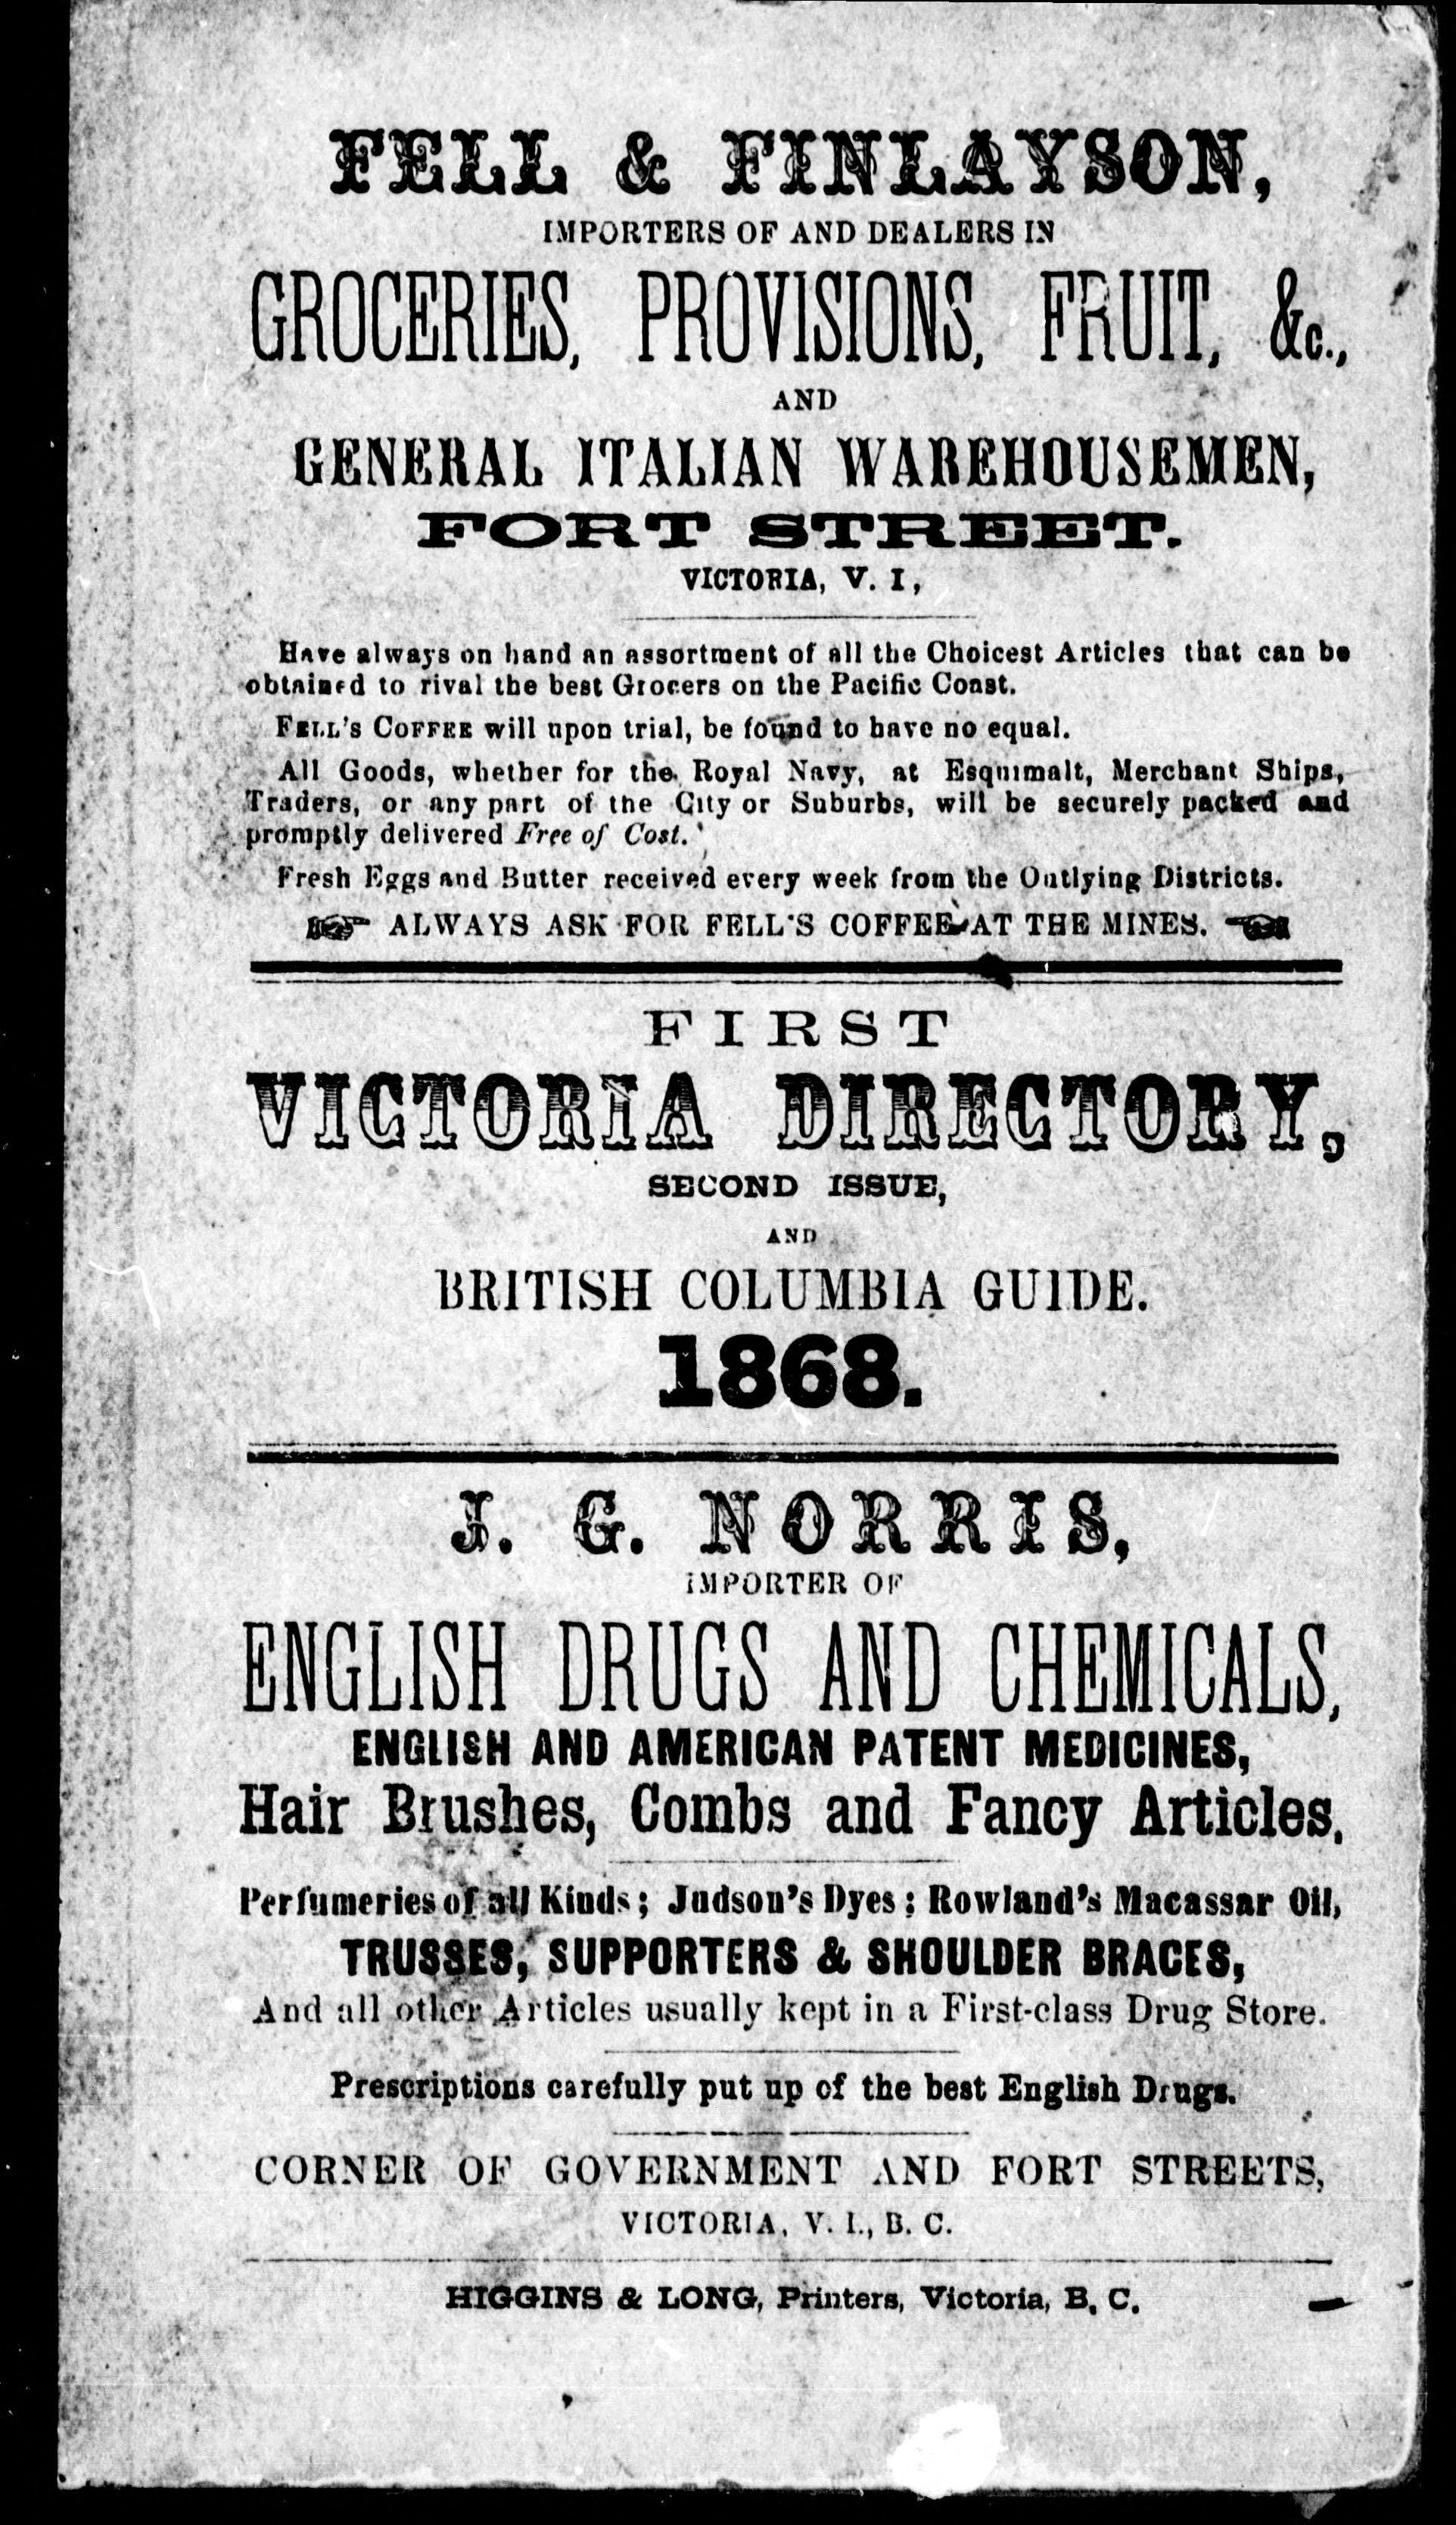 FELL & FINLAYSON,
IMPORTERS OF AND DEALERS IN
GROCERIES, PROVISIONS, FRUIT, &c.,
AND
GENERAL ITALIAN WAREHOUSEMEN,
FORT STREET.
VICTORIA, V. I,
Have always on hand an assortment of all the Choicest Articles that can be
obtained to rival the best Grocers on the Pacific Coast.
FELL'S COFFEE will upon trial, be found to have no equal.
All Goods, whether for the Royal Navy, at Esquimalt, Merchant Ships,
Traders, or any part of the City or Suburbs, will be securely packed and
promptly delivered Free of Cost.
Fresh Eggs and Butter received every week from the Outlying Districts.
☞ ALWAYS ASK FOR FELL'S COFFEE AT THE MINES. ☜
FIRST
VICTORIA DIRECTORY,
SECOND ISSUE,
AND
BRITISH COLUMBIA GUIDE.
1868.
J. G. NORRIS,
IMPORTER OF
ENGLISH DRUGS AND CHEMICALS,
ENGLISH AND AMERICAN PATENT MEDICINES,
Hair Brushes, Combs and Fancy Articles,
Perfumeries of all Kinds; Judson's Dyes; Rowland's Macassar Oil,
TRUSSES, SUPPORTERS & SHOULDER BRACES,
And all other Articles usually kept in a First-class Drug Store.
Prescriptions carefully put up of the best English Drugs.
CORNER OF GOVERNMENT AND FORT STREETS,
VICTORIA, V. I., B. C.
HIGGINS & LONG, Printers, Victoria, B, C.